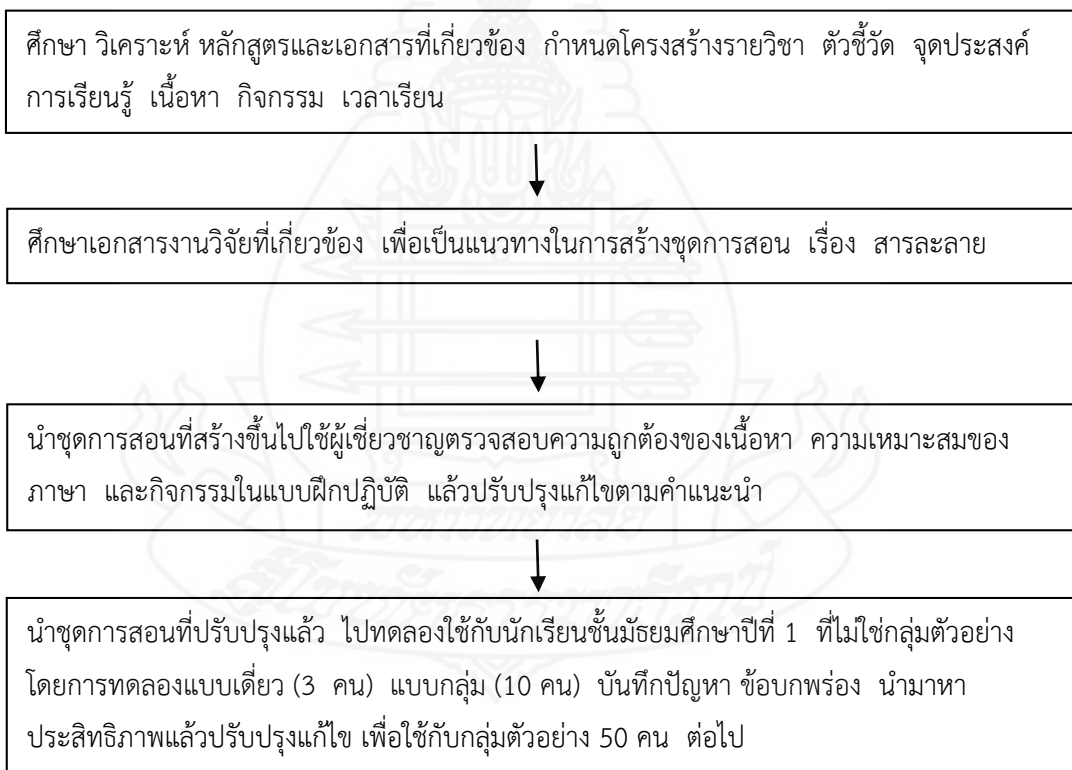 ศึกษา วิเคราะห์ หลักสูตรและเอกสารที่เกี่ยวข้อง กำหนดโครงสร้างรายวิชา ตัวชี้วัด จุดประสงค์
การเรียนรู้ เนื้อหา กิจกรรม เวลาเรียน
ศึกษาเอกสารงานวิจัยที่เกี่ยวข้อง เพื่อเป็นแนวทางในการสร้างชุดการสอน เรื่อง สารละลาย
นำชุดการสอนที่สร้างขึ้นไปใช้ผู้เชี่ยวชาญตรวจสอบความถูกต้องของเนื้อหา ความเหมาะสมของ
ภาษา และกิจกรรมในแบบฝึกปฏิบัติ แล้วปรับปรุงแก้ไขตามคำแนะนำ
นำชุดการสอนที่ปรับปรุงแล้ว ไปทดลองใช้กับนักเรียนชั้นมัธยมศึกษาปีที่ 1 ที่ไม่ใช่กลุ่มตัวอย่าง
โดยการทดลองแบบเดี่ยว (3 คน) แบบกลุ่ม (10 คน) บันทึกปัญหา ข้อบกพร่อง นำมาหา
ประสิทธิภาพแล้วปรับปรุงแก้ไข เพื่อใช้กับกลุ่มตัวอย่าง 50 คน ต่อไป